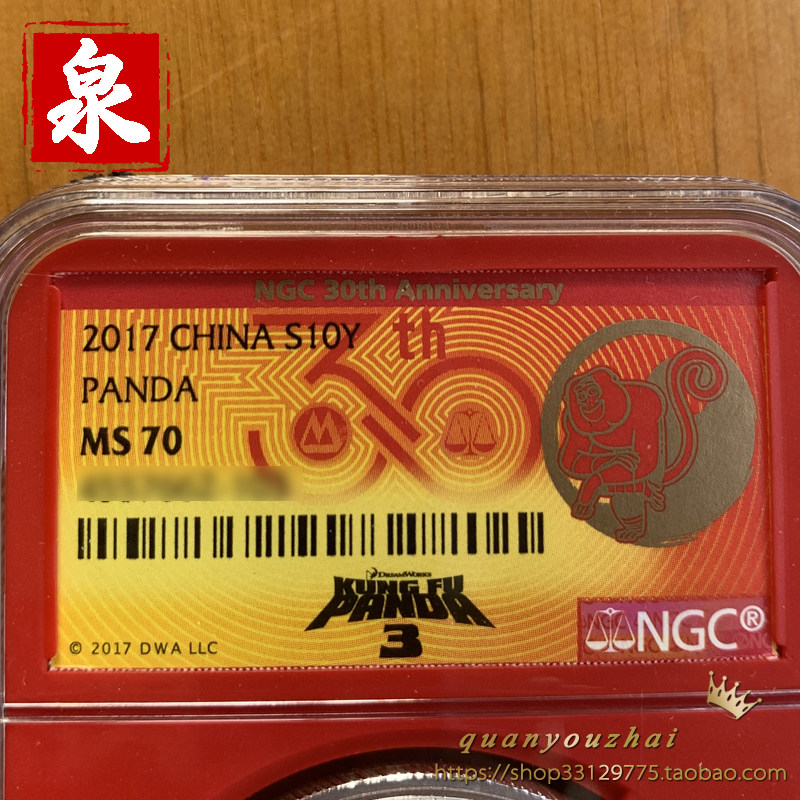 泉
NGC 30th Anniversary
2017 CHINA S10Y
30th
PANDA
MS 70
DREAMWORKS
KUNG FU
PANDA
3
© 2017 DWA LLC
NGC®
quanyouzhai
https://shop33129775.taobao.com